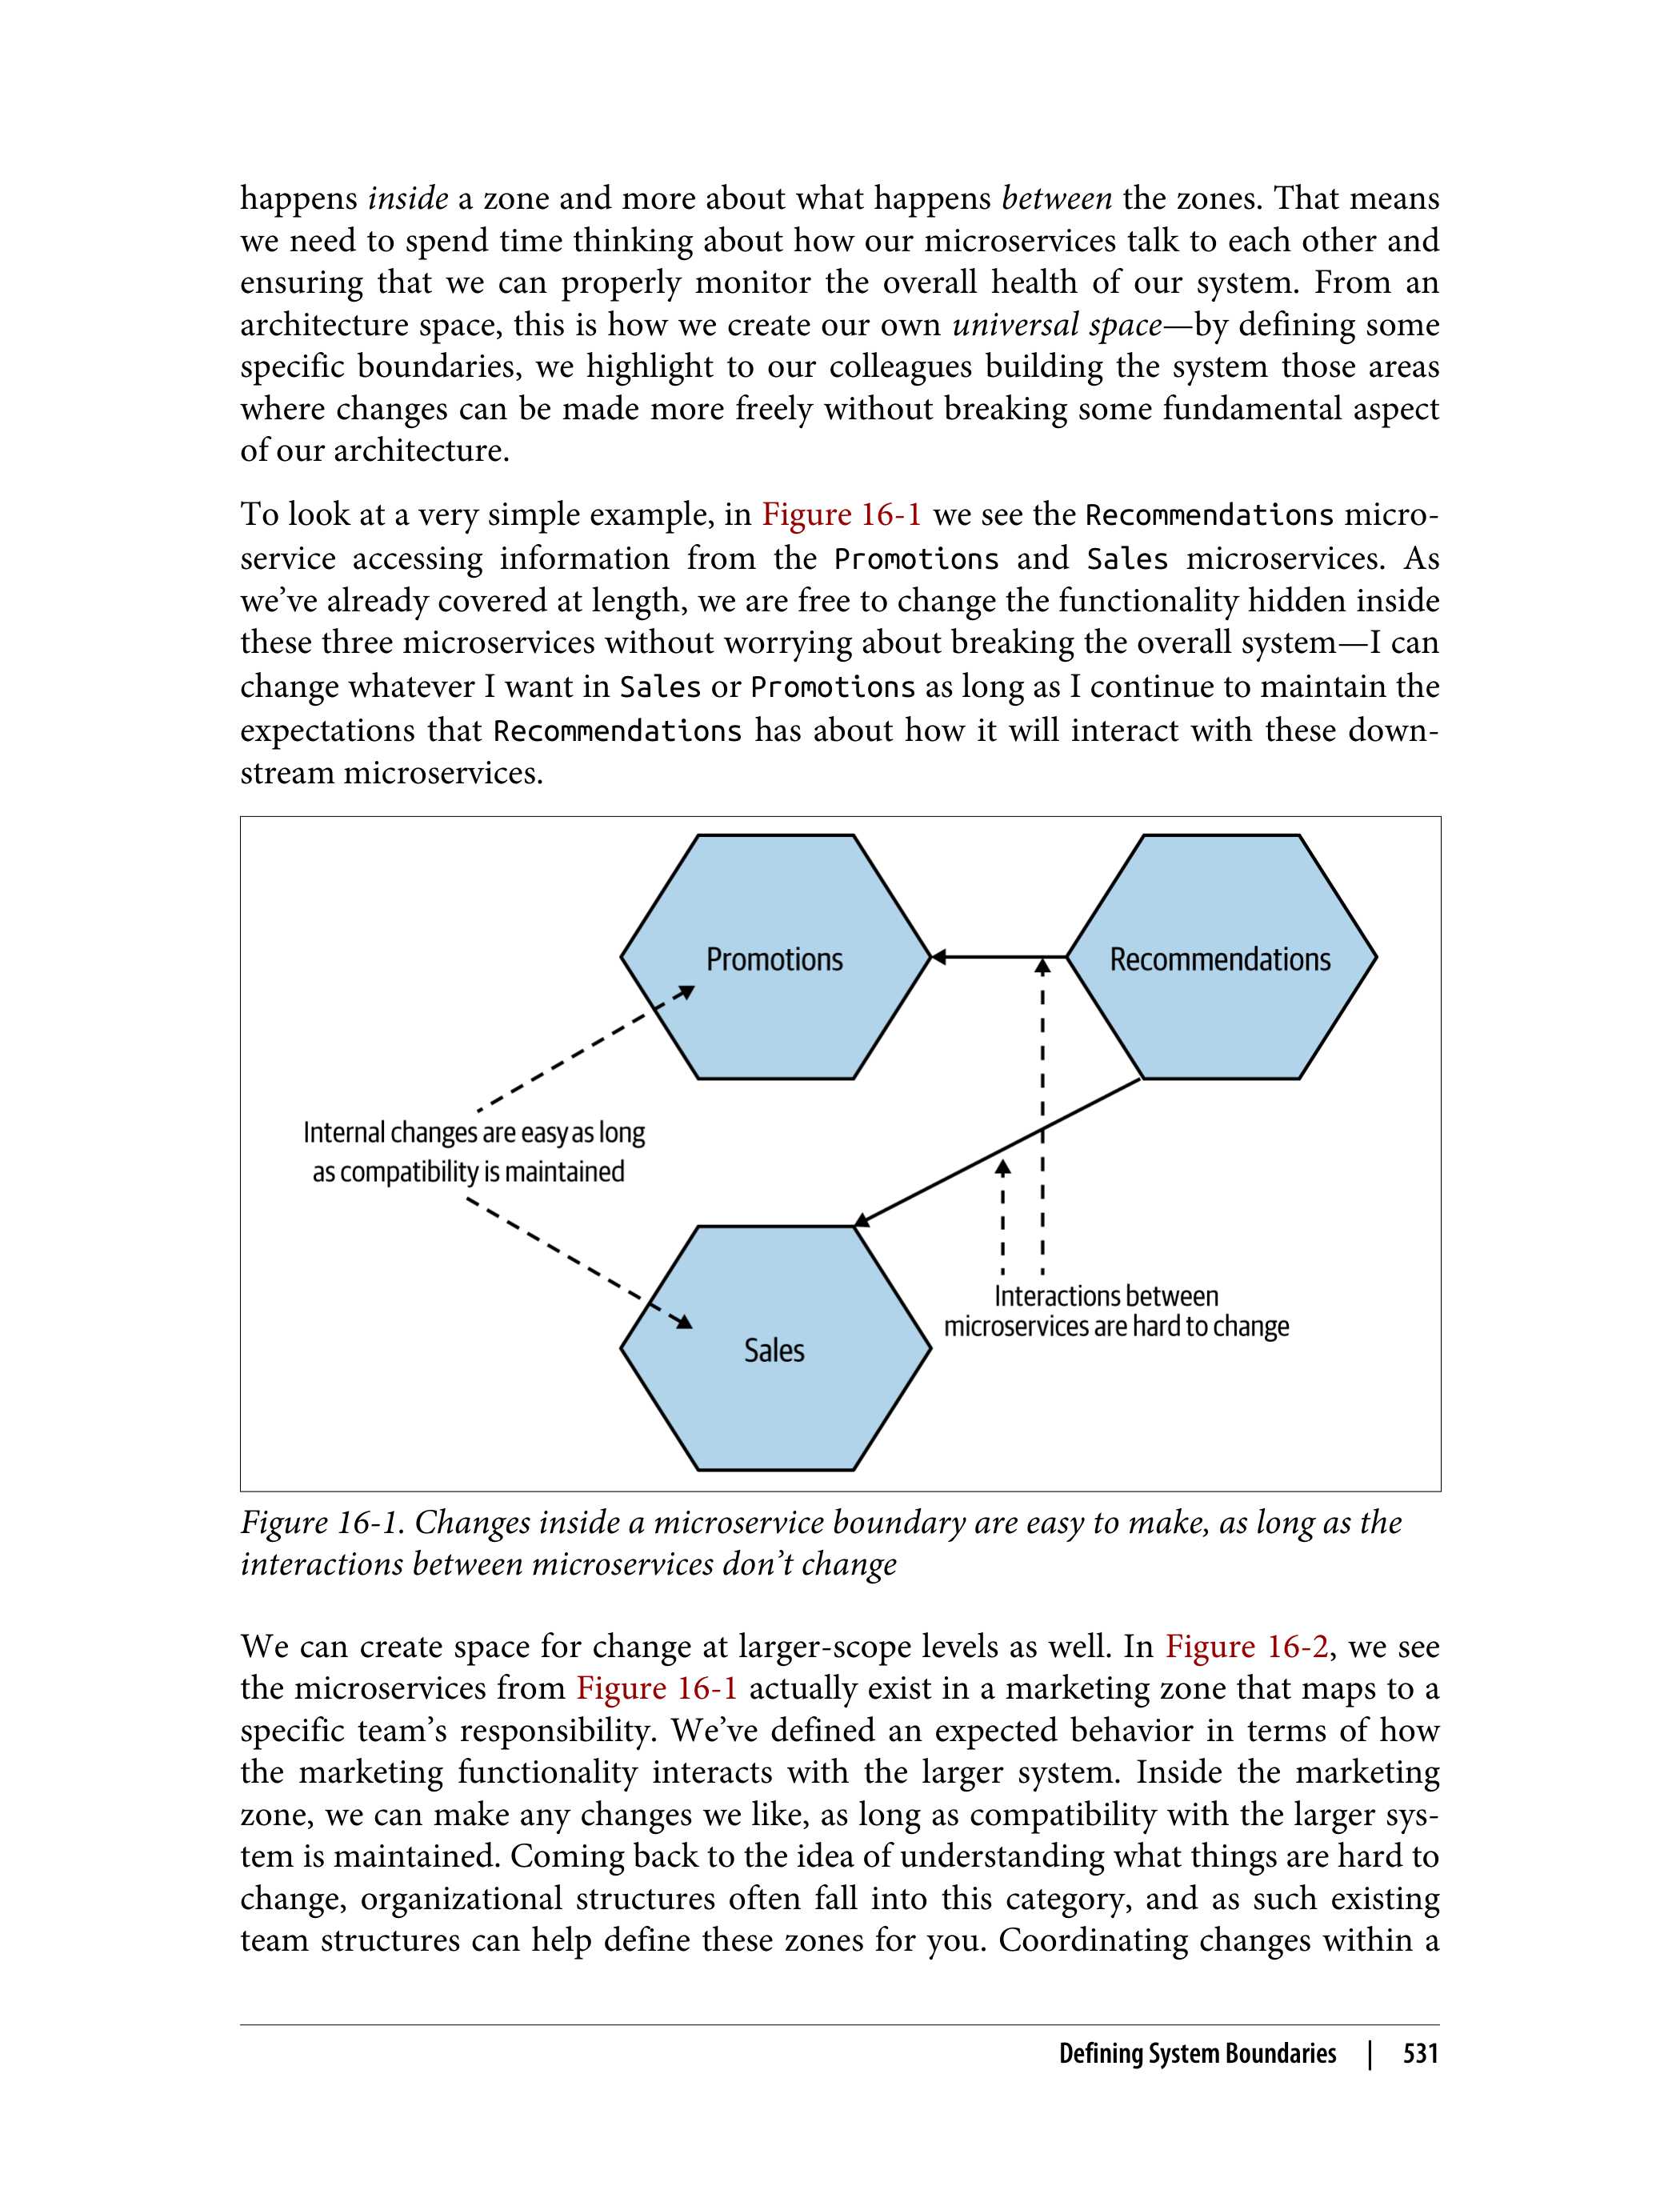 happens inside a zone and more about what happens between the zones. That means
we need to spend time thinking about how our microservices talk to each other and
ensuring that we can properly monitor the overall health of our system. From an
architecture space, this is how we create our own universal space—by defining some
specific boundaries, we highlight to our colleagues building the system those areas
where changes can be made more freely without breaking some fundamental aspect
of our architecture.
To look at a very simple example, in Figure 16-1 we see the Recommendations micro-
service accessing information from the Promotions and Sales microservices. As
we’ve already covered at length, we are free to change the functionality hidden inside
these three microservices without worrying about breaking the overall system—I can
change whatever I want in Sales or Promotions as long as I continue to maintain the
expectations that Recommendations has about how it will interact with these down-
stream microservices.
Promotions
Recommendations
Internal changes are easy as long
as compatibility is maintained
Interactions between
microservices are hard to change
Sales
Figure 16-1. Changes inside a microservice boundary are easy to make, as long as the
interactions between microservices don’t change
We can create space for change at larger-scope levels as well. In Figure 16-2, we see
the microservices from Figure 16-1 actually exist in a marketing zone that maps to a
specific team’s responsibility. We’ve defined an expected behavior in terms of how
the marketing functionality interacts with the larger system. Inside the marketing
zone, we can make any changes we like, as long as compatibility with the larger sys-
tem is maintained. Coming back to the idea of understanding what things are hard to
change, organizational structures often fall into this category, and as such existing
team structures can help define these zones for you. Coordinating changes within a
Defining System Boundaries | 531